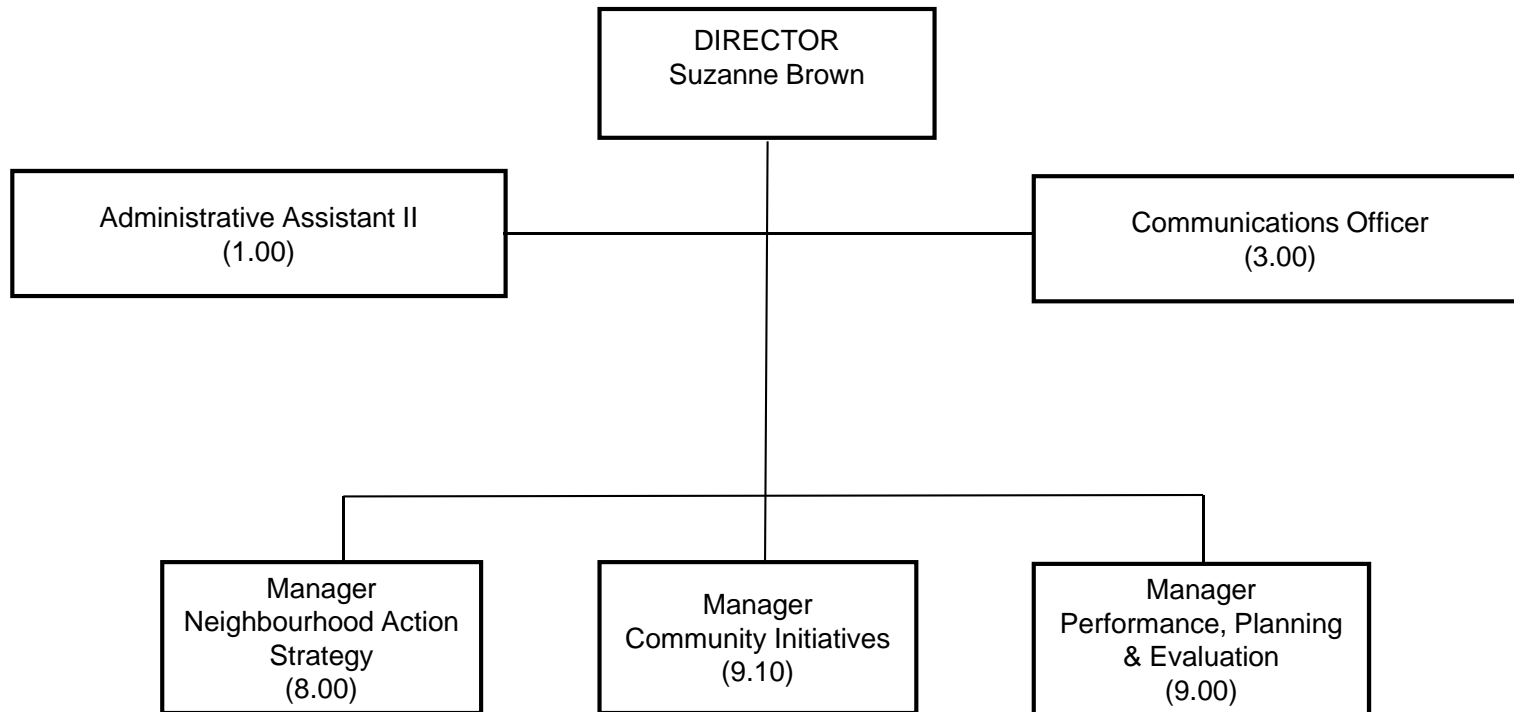 DIRECTOR
Suzanne Brown
Administrative Assistant II
(1.00)
Communications Officer
(3.00)
Manager
Neighbourhood Action
Strategy
(8.00)
Manager
Community Initiatives
(9.10)
Manager
Performance, Planning
& Evaluation
(9.00)